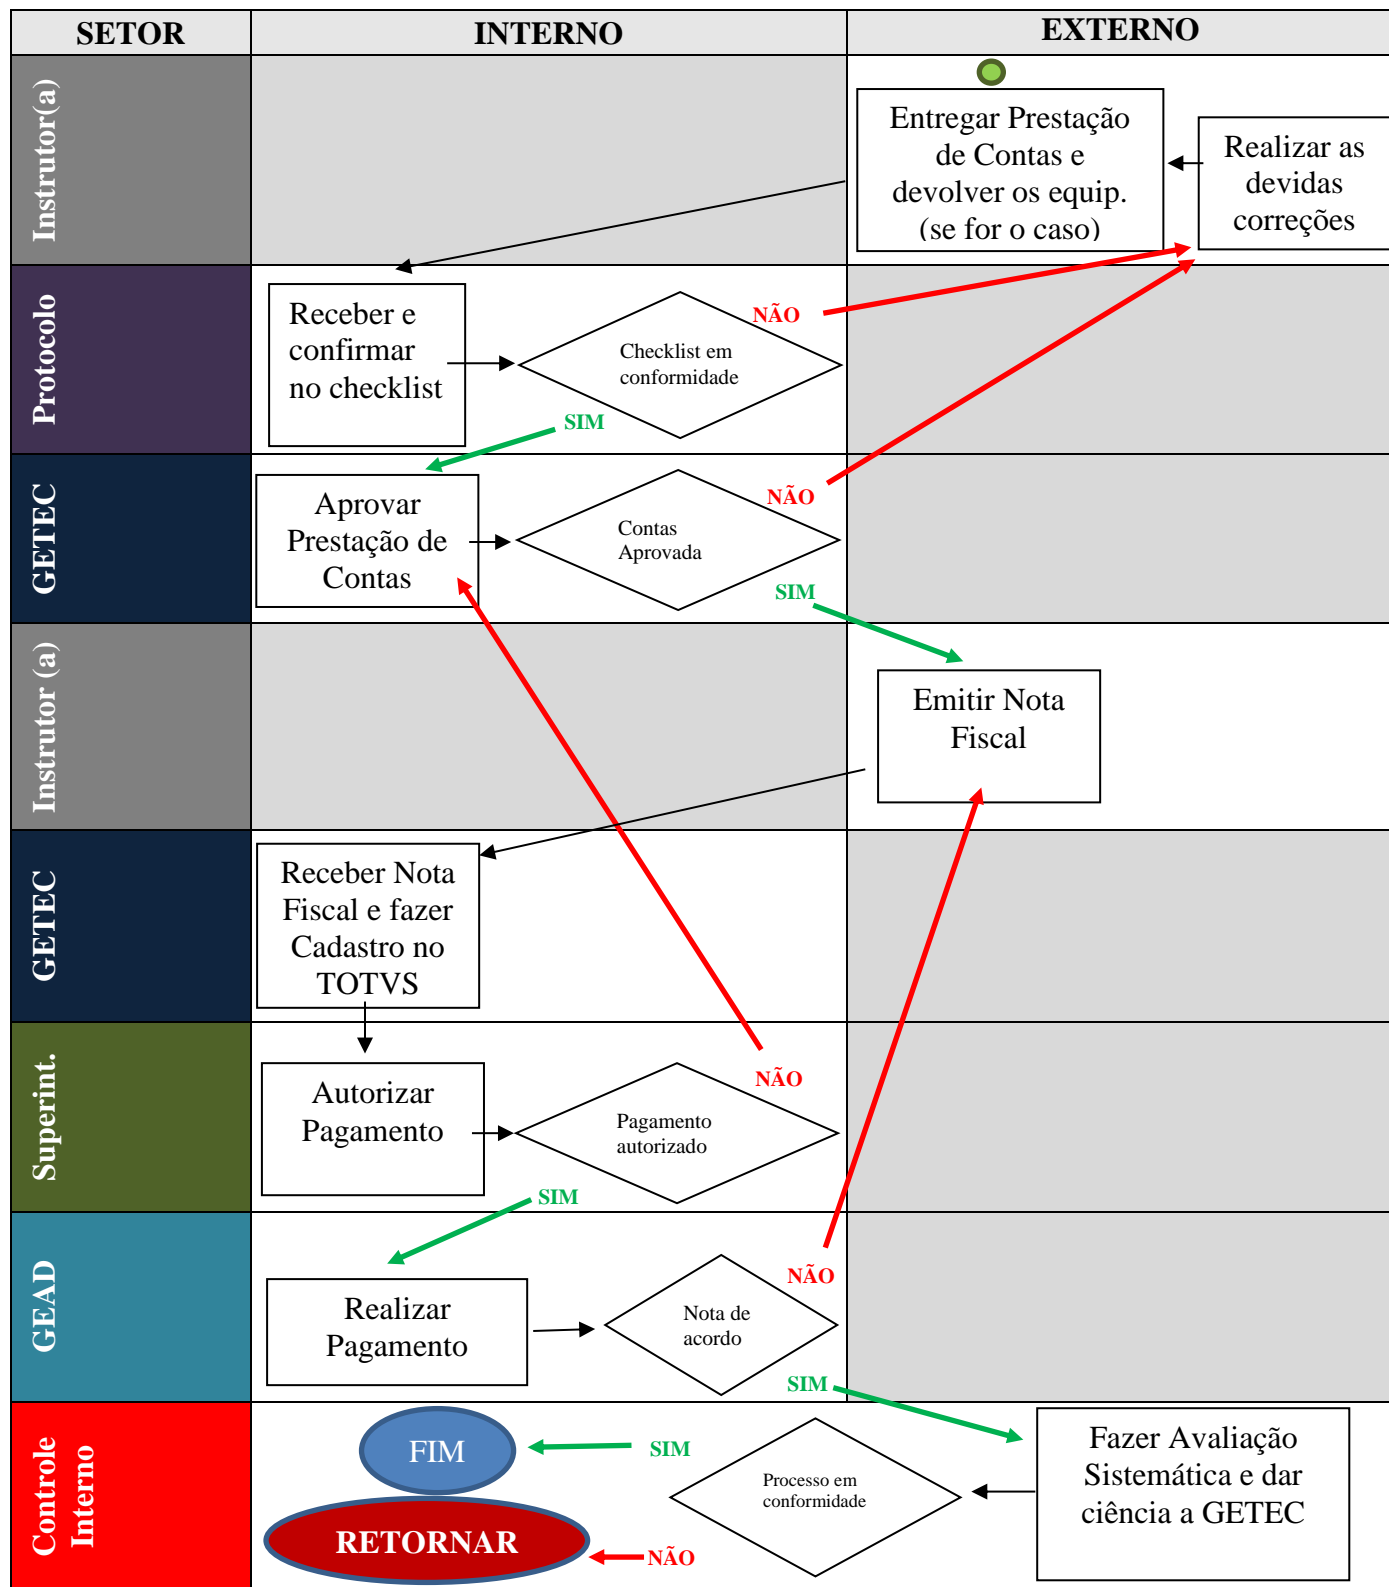 SETOR
INTERNO
EXTERNO
Instrutor(a)
Entregar Prestação
de Contas e
devolver os equip.
(se for o caso)
Realizar as
devidas
correções
Protocolo
Receber e
confirmar
no checklist
Checklist em
conformidade
NÃO
SIM
GETEC
Aprovar
Prestação de
Contas
Contas
Aprovada
NÃO
SIM
Instrutor (a)
Emitir Nota
Fiscal
GETEC
Receber Nota
Fiscal e fazer
Cadastro no
TOTVS
Superint.
Autorizar
Pagamento
Pagamento
autorizado
NÃO
SIM
GEAD
Realizar
Pagamento
Nota de
acordo
NÃO
SIM
Controle
Interno
FIM
SIM
RETORNAR
NÃO
Processo em
conformidade
Fazer Avaliação
Sistemática e dar
ciência a GETEC